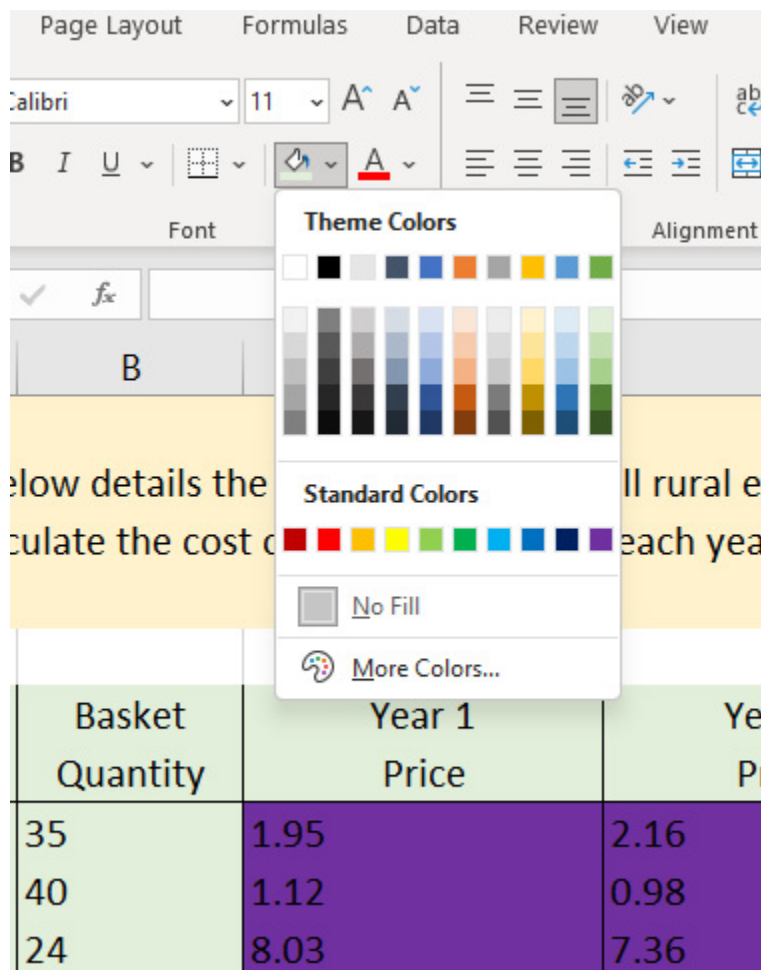 Page Layout Formulas Data Review View
Calibri 11 A A ab
B I U A
Font Alignment
fx
B
Theme Colors
Standard Colors
No Fill
More Colors...
elow details the ll rural e
culate the cost each yea
Basket Year 1 Ye
Quantity Price
35 1.95 2.16
40 1.12 0.98
24 8.03 7.36